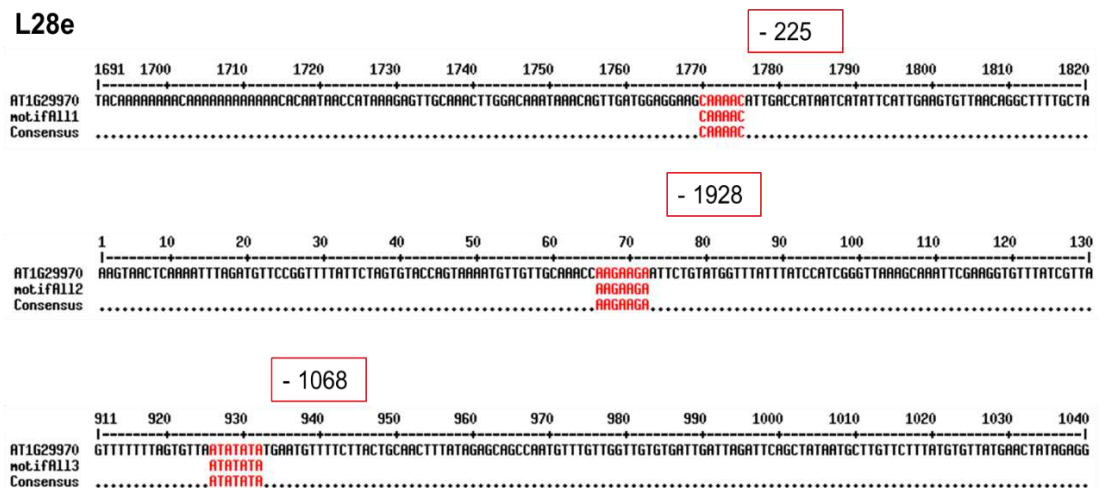 L28e
- 225
1691 1700 1710 1720 1730 1740 1750 1760 1770 1780 1790 1800 1810 1820
AT1G29970 TACAAAAAAAACAAAAAAAAAAAACACAATAACCATAAAGAGTTGCAAACTTGGACAAATAAACAGTTGATGGAGGAAGCAAAACATTGACCATAATCATATTCATTGAAGTGTTAACAGGCTTTTGCTA
motifAll1 CAAAAC
Consensus ...............................................................................CAAAAC.............................................
- 1928
1 10 20 30 40 50 60 70 80 90 100 110 120 130
AT1G29970 AAGTAACTCAAAATTTAGATGTTCCGGTTTTATTCTAGTGTACCAGTAAAATGTTGTTGCAAACCAAGAAGAATTCTGTATGGTTTATTTATCCATCGGGTTAAAGCAAATTCGAAGGTGTTTATCGTTA
motifAll2 AAGAAGA
Consensus .................................................................AAGAAGA..........................................................
- 1068
911 920 930 940 950 960 970 980 990 1000 1010 1020 1030 1040
AT1G29970 GTTTTTTTAGTGTTAATATATATGAATGTTTTCTTACTGCAACTTTATAGAGCAGCCAATGTTTGTTGGTTGTGTGATTGATTAGATTCAGCTATAATGCTTGTTCTTTATGTGTTATGAACTATAGAGG
motifAll3 ATATATA
Consensus ...............ATATATA............................................................................................................